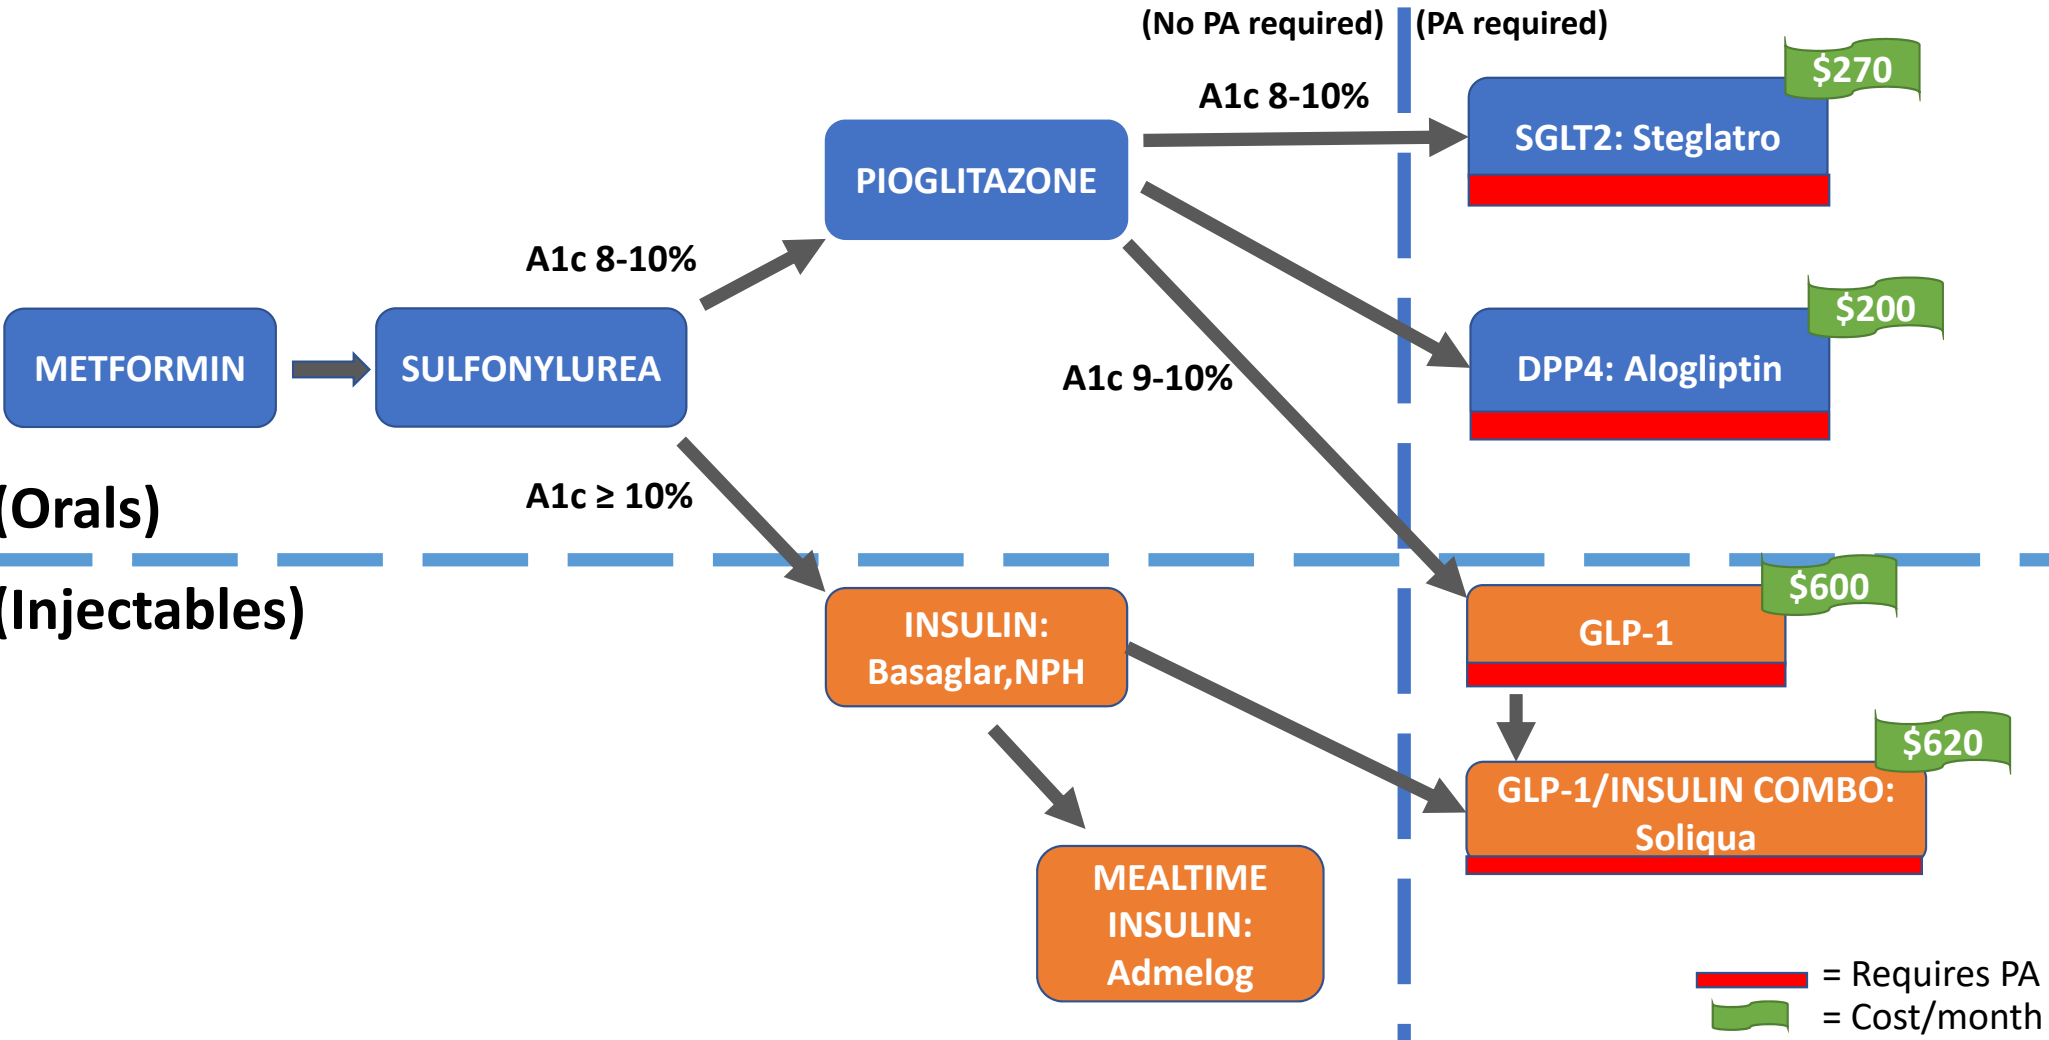 (No PA required)
(PA required)
$270
A1c 8-10%
SGLT2: Steglatro
PIOGLITAZONE
A1c 8-10%
$200
METFORMIN
SULFONYLUREA
A1c 9-10%
DPP4: Alogliptin
A1c ≥ 10%
(Orals)
(Injectables)
$600
INSULIN:
Basaglar,NPH
GLP-1
$620
GLP-1/INSULIN COMBO:
Soliqua
MEALTIME
INSULIN:
Admelog
= Requires PA
= Cost/month